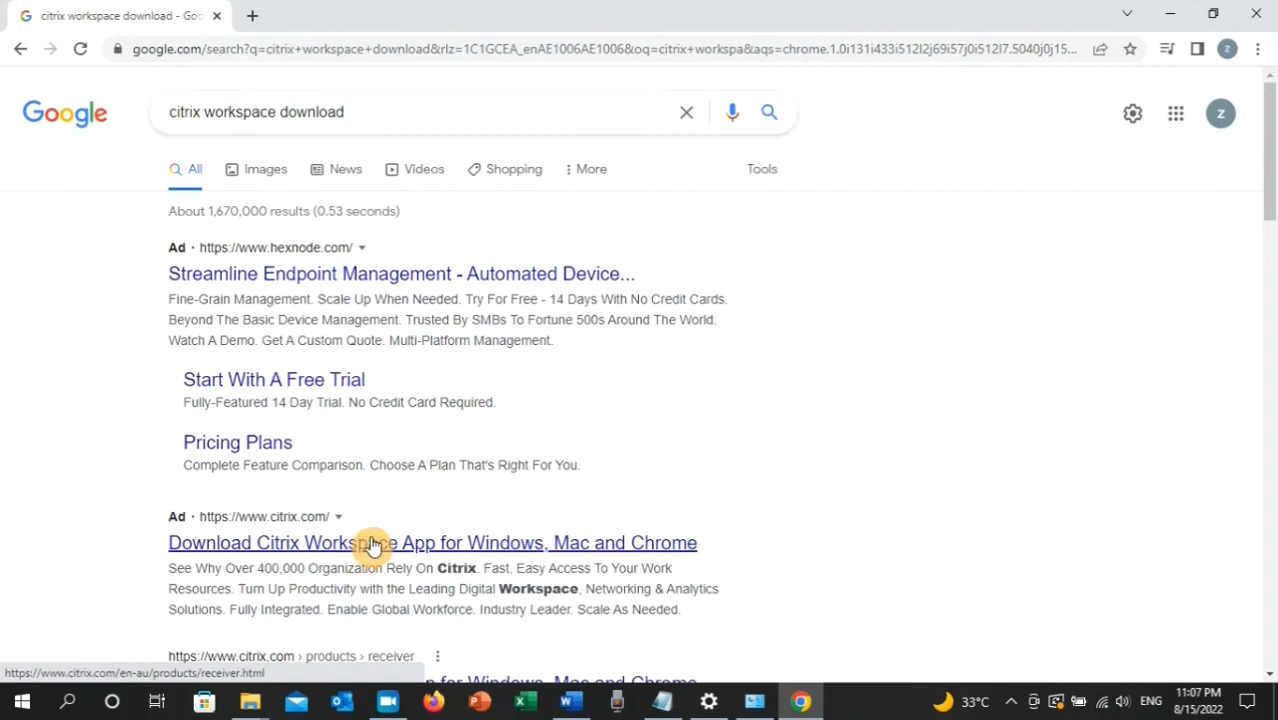 citrix workspace download - Goo
google.com/search?q=citrix+workspace+download&rlz=1C1GCEA_enAE1006AE1006&oq=citrix+workspa&aqs=chrome.1.0i131i433i512l2j69i57j0i512l7.5040j0j15...
z
Google
citrix workspace download
z
All
Images
News
Videos
Shopping
More
Tools
About 1,670,000 results (0.53 seconds)
Ad · https://www.hexnode.com/
Streamline Endpoint Management - Automated Device...
Fine-Grain Management. Scale Up When Needed. Try For Free - 14 Days With No Credit Cards.
Beyond The Basic Device Management. Trusted By SMBs To Fortune 500s Around The World.
Watch A Demo. Get A Custom Quote. Multi-Platform Management.
Start With A Free Trial
Fully-Featured 14 Day Trial. No Credit Card Required.
Pricing Plans
Complete Feature Comparison. Choose A Plan That's Right For You.
Ad · https://www.citrix.com/
Download Citrix Workspace App for Windows, Mac and Chrome
See Why Over 400,000 Organization Rely On Citrix. Fast, Easy Access To Your Work
Resources. Turn Up Productivity with the Leading Digital Workspace, Networking & Analytics
Solutions. Fully Integrated. Enable Global Workforce. Industry Leader. Scale As Needed.
https://www.citrix.com › products › receiver
https://www.citrix.com/en-au/products/receiver.html
for Windows, Mac and Chrome
33°C
ENG
11:07 PM
8/15/2022